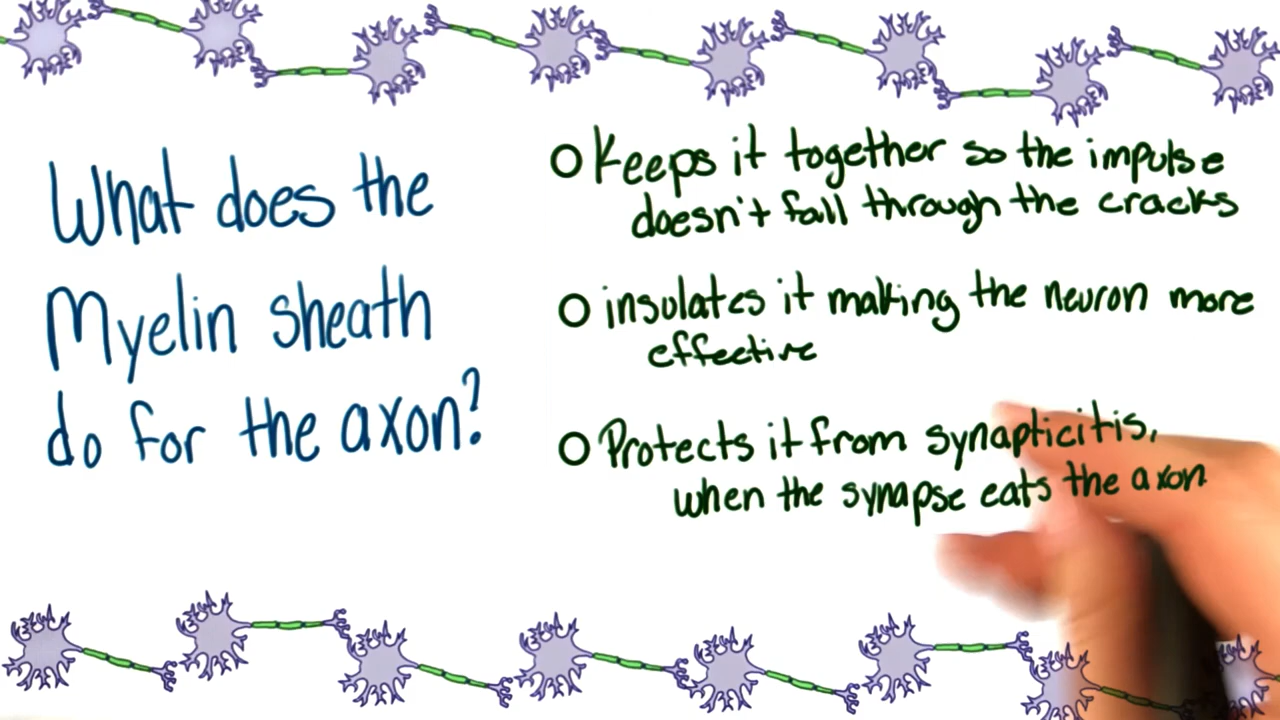 What does the
Myelin sheath
do for the axon?
Keeps it together so the impulse
doesn't fall through the cracks
insulates it making the neuron more
effective
Protects it from synapticitis,
when the synapse eats the axon